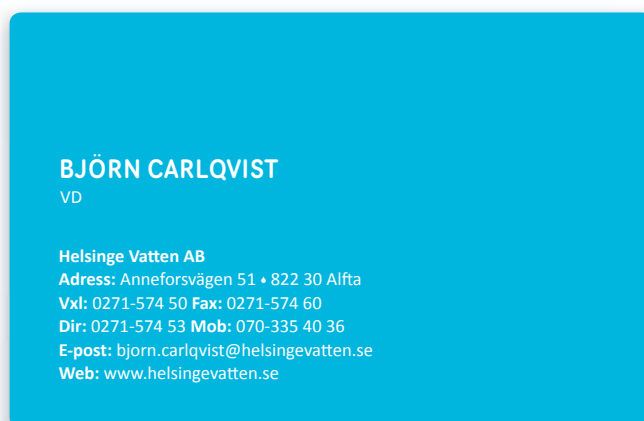 BJÖRN CARLQVIST
VD
Helsinge Vatten AB
Adress: Anneforsvägen 51 • 822 30 Alfta
Vxl: 0271-574 50 Fax: 0271-574 60
Dir: 0271-574 53 Mob: 070-335 40 36
E-post: bjorn.carlqvist@helsingevatten.se
Web: www.helsingevatten.se